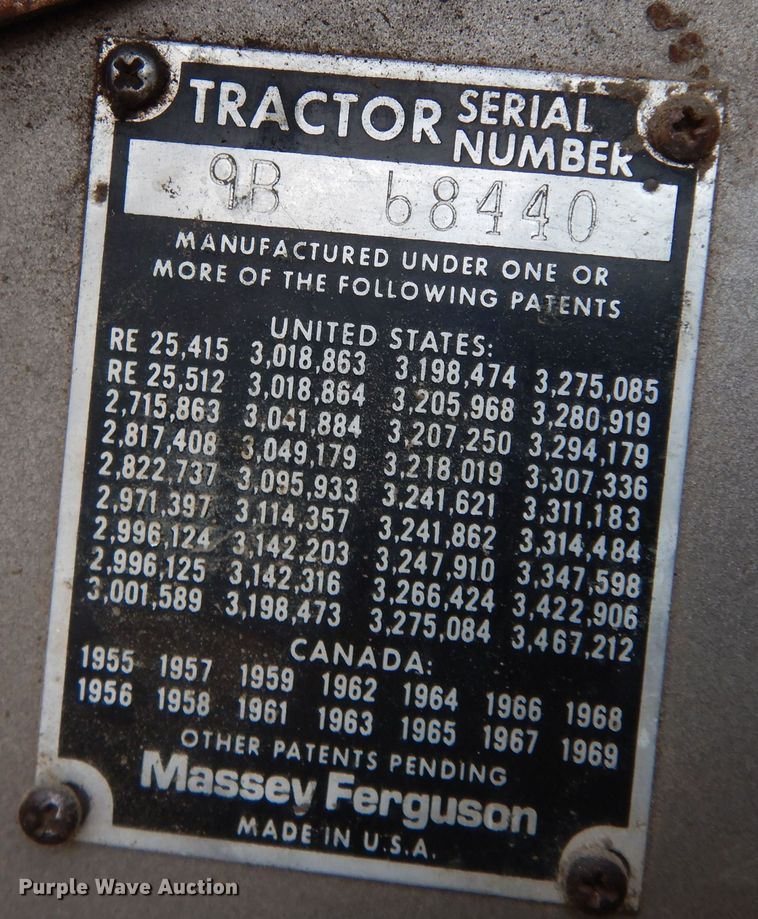 TRACTOR SERIAL NUMBER
9B 68440
MANUFACTURED UNDER ONE OR
MORE OF THE FOLLOWING PATENTS
UNITED STATES:
RE 25,415 3,018,863 3,198,474 3,275,085
RE 25,512 3,018,864 3,205,968 3,280,919
2,715,863 3,041,884 3,207,250 3,294,179
2,817,408 3,049,179 3,218,019 3,307,336
2,822,737 3,095,933 3,241,621 3,311,183
2,971,397 3,114,357 3,241,862 3,314,484
2,996,124 3,142,203 3,247,910 3,347,598
2,996,125 3,142,316 3,266,424 3,422,906
3,001,589 3,198,473 3,275,084 3,467,212
CANADA:
1955 1957 1959 1962 1964 1966 1968
1956 1958 1961 1963 1965 1967 1969
OTHER PATENTS PENDING
Massey Ferguson
MADE IN U.S.A.
Purple Wave Auction